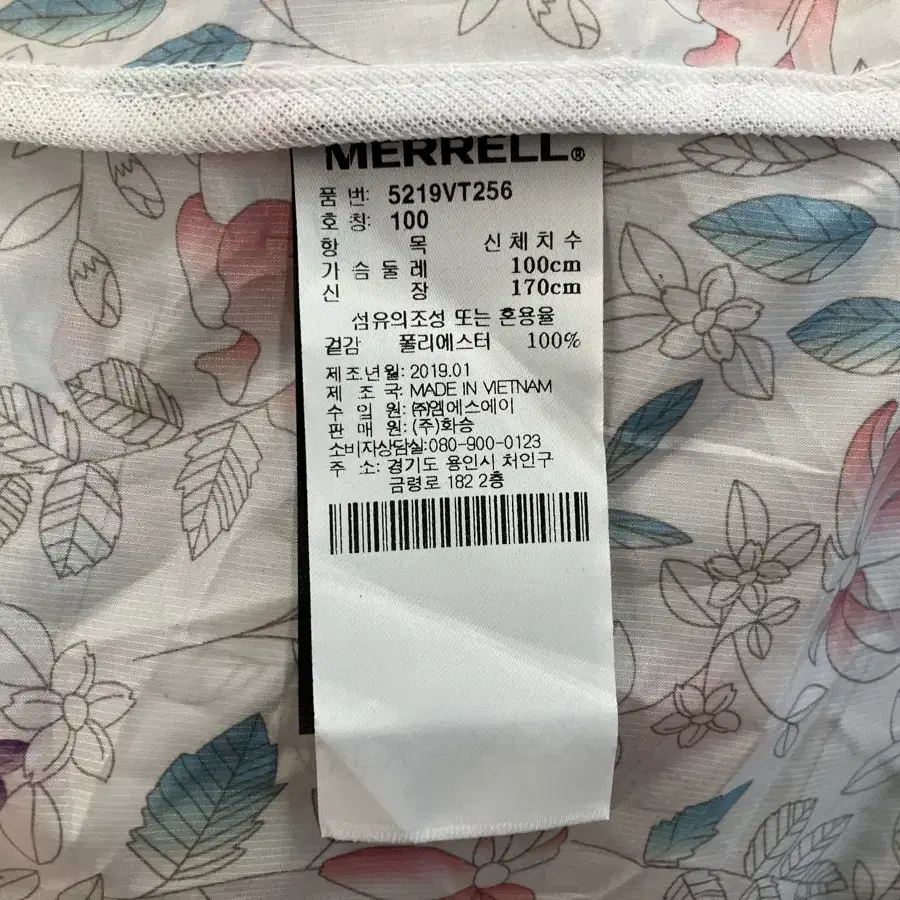 MERRELL®
품 번: 5219VT256
호 칭: 100
항 목 신체치수
가슴둘레 100cm
신 장 170cm
섬유의조성 또는 혼용율
겉감 폴리에스터 100%
제조년월: 2019.01
제 조 국: MADE IN VIETNAM
수 입 원: (주)엠에스에이
판 매 원: (주)화승
소비자상담실:080-900-0123
주 소: 경기도 용인시 처인구
금령로 182 2층